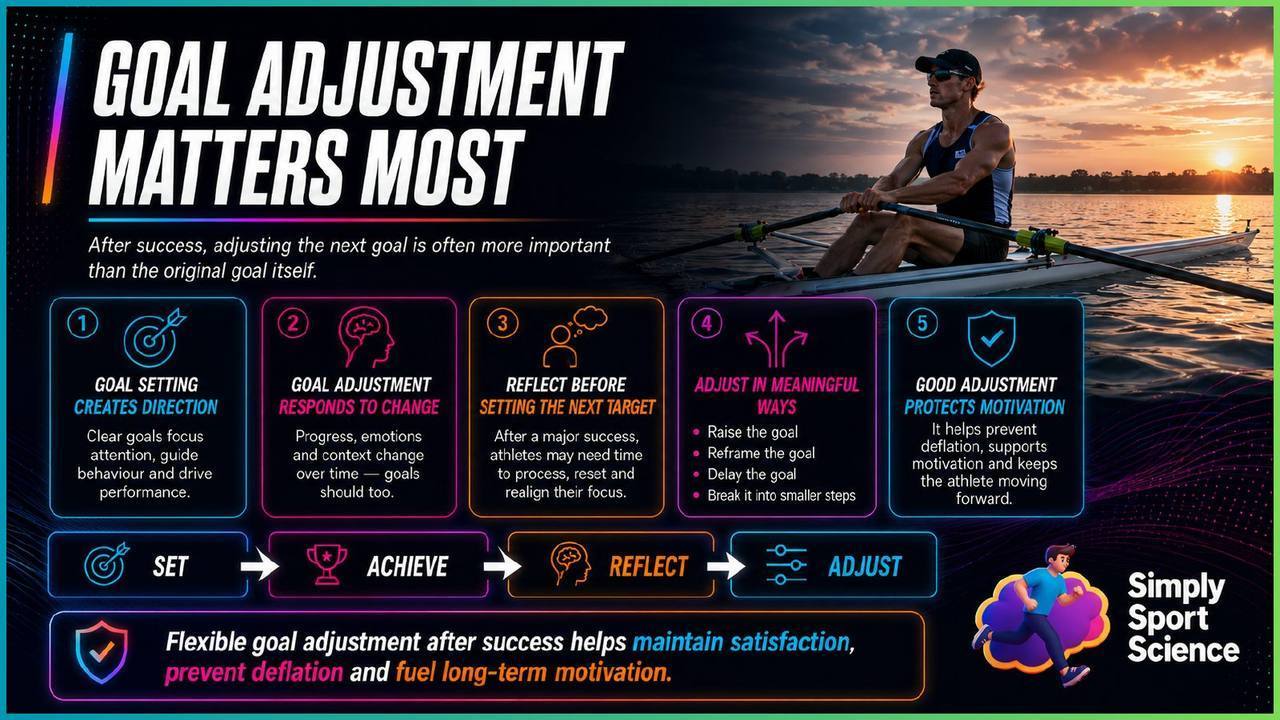 GOAL ADJUSTMENT
MATTERS MOST
After success, adjusting the next goal is often more important
than the original goal itself.
1
GOAL SETTING
CREATES DIRECTION
Clear goals focus
attention, guide
behaviour and drive
performance.
2
GOAL ADJUSTMENT
RESPONDS TO CHANGE
Progress, emotions
and context change
over time — goals
should too.
3
REFLECT BEFORE
SETTING THE NEXT TARGET
After a major success,
athletes may need time
to process, reset and
realign their focus.
4
ADJUST IN MEANINGFUL
WAYS
• Raise the goal
• Reframe the goal
• Delay the goal
• Break it into smaller steps
5
GOOD ADJUSTMENT
PROTECTS MOTIVATION
It helps prevent
deflation, supports
motivation and keeps
the athlete moving
forward.
SET
ACHIEVE
REFLECT
ADJUST
Flexible goal adjustment after success helps maintain satisfaction,
prevent deflation and fuel long-term motivation.
Simply
Sport
Science